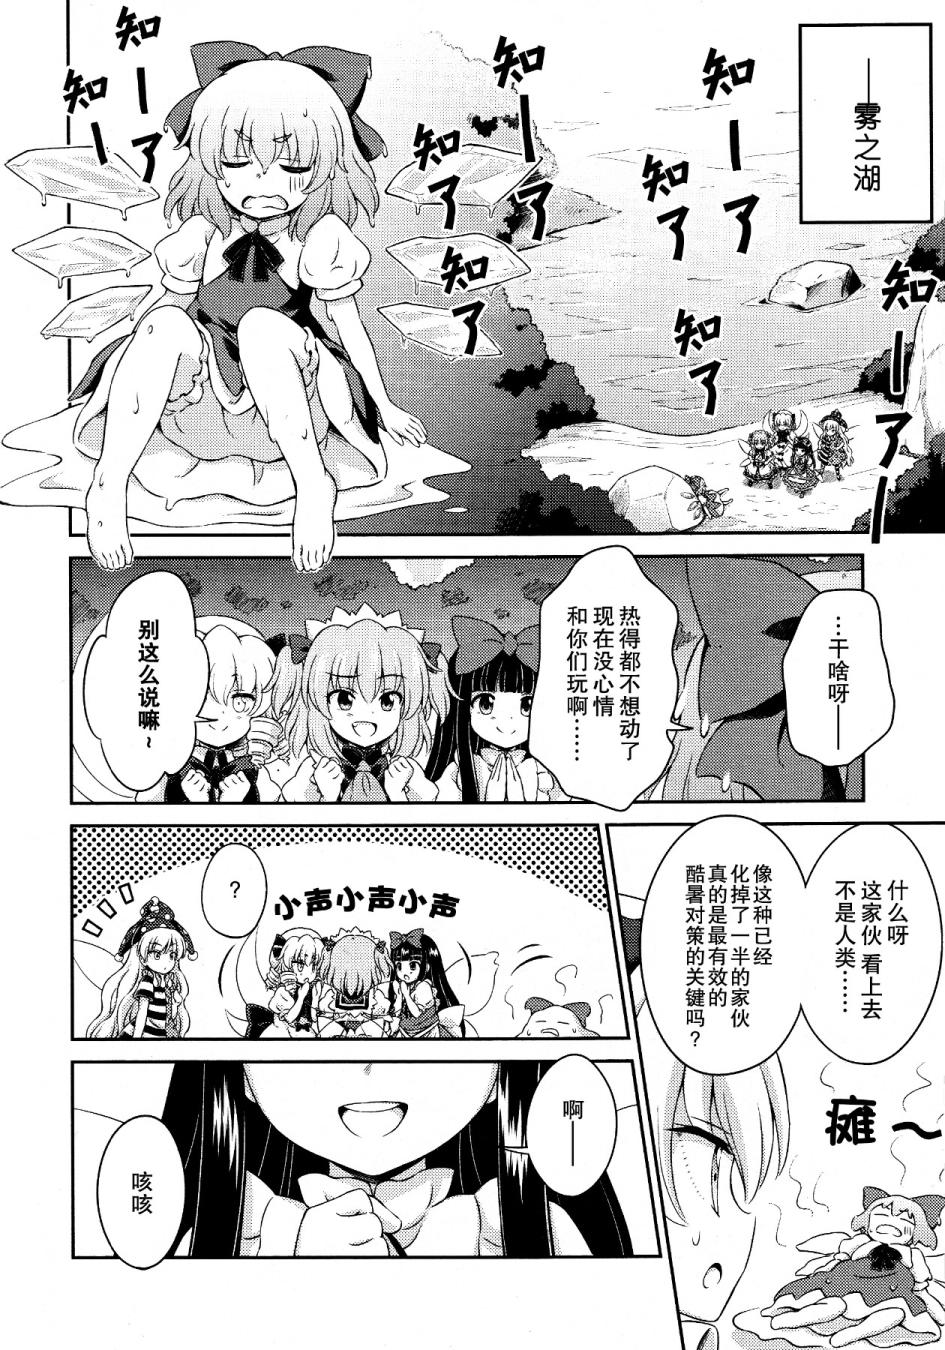 ——雾之湖
知ー了
知ー了
知ー了
知ー了
知ー了
知ー了
知ー了
知ー了
知ー了
…干啥呀——
热得都不想动了
现在没心情
和你们玩啊……
别这么说嘛~
什么呀
这家伙 看上去
不是人类……
像这种已经
化掉了一半的家伙
真的是最有效的
酷暑对策的关键吗?
瘫~
小声小声小声
?
啊——
咳咳